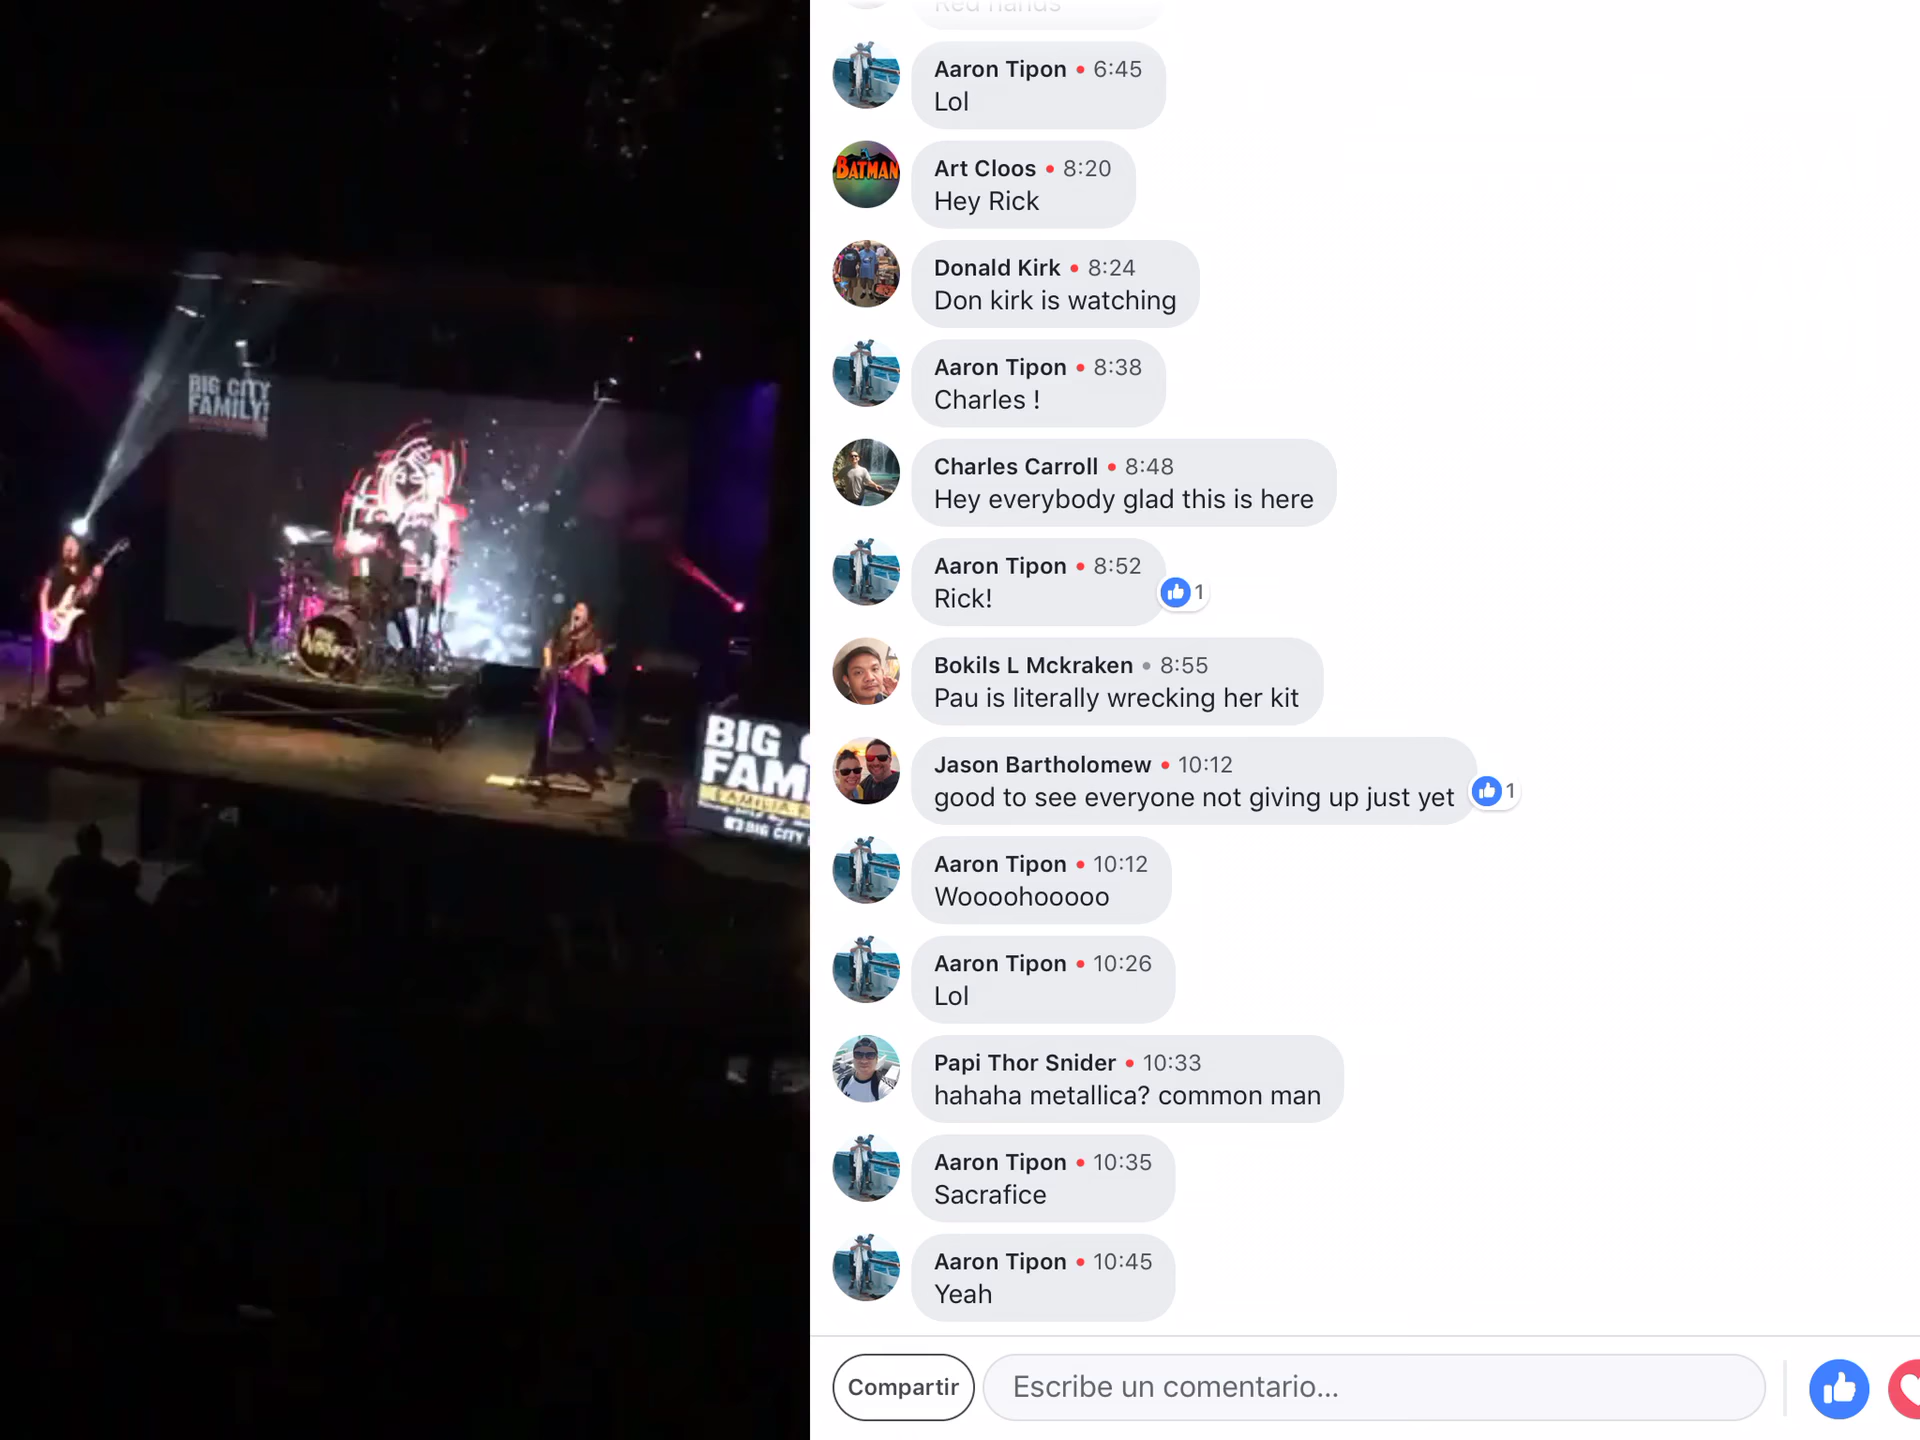 BIG CITY
FAMILY!
BIG
FAM
BIG CITY
Red hands
Aaron Tipon • 6:45
Lol
Art Cloos • 8:20
BATMAN
Hey Rick
Donald Kirk • 8:24
Don kirk is watching
Aaron Tipon • 8:38
Charles !
Charles Carroll • 8:48
Hey everybody glad this is here
Aaron Tipon • 8:52
Rick!
1
Bokils L Mckraken • 8:55
Pau is literally wrecking her kit
Jason Bartholomew • 10:12
good to see everyone not giving up just yet
1
Aaron Tipon • 10:12
Woooohooooo
Aaron Tipon • 10:26
Lol
Papi Thor Snider • 10:33
hahaha metallica? common man
Aaron Tipon • 10:35
Sacrafice
Aaron Tipon • 10:45
Yeah
Compartir
Escribe un comentario...